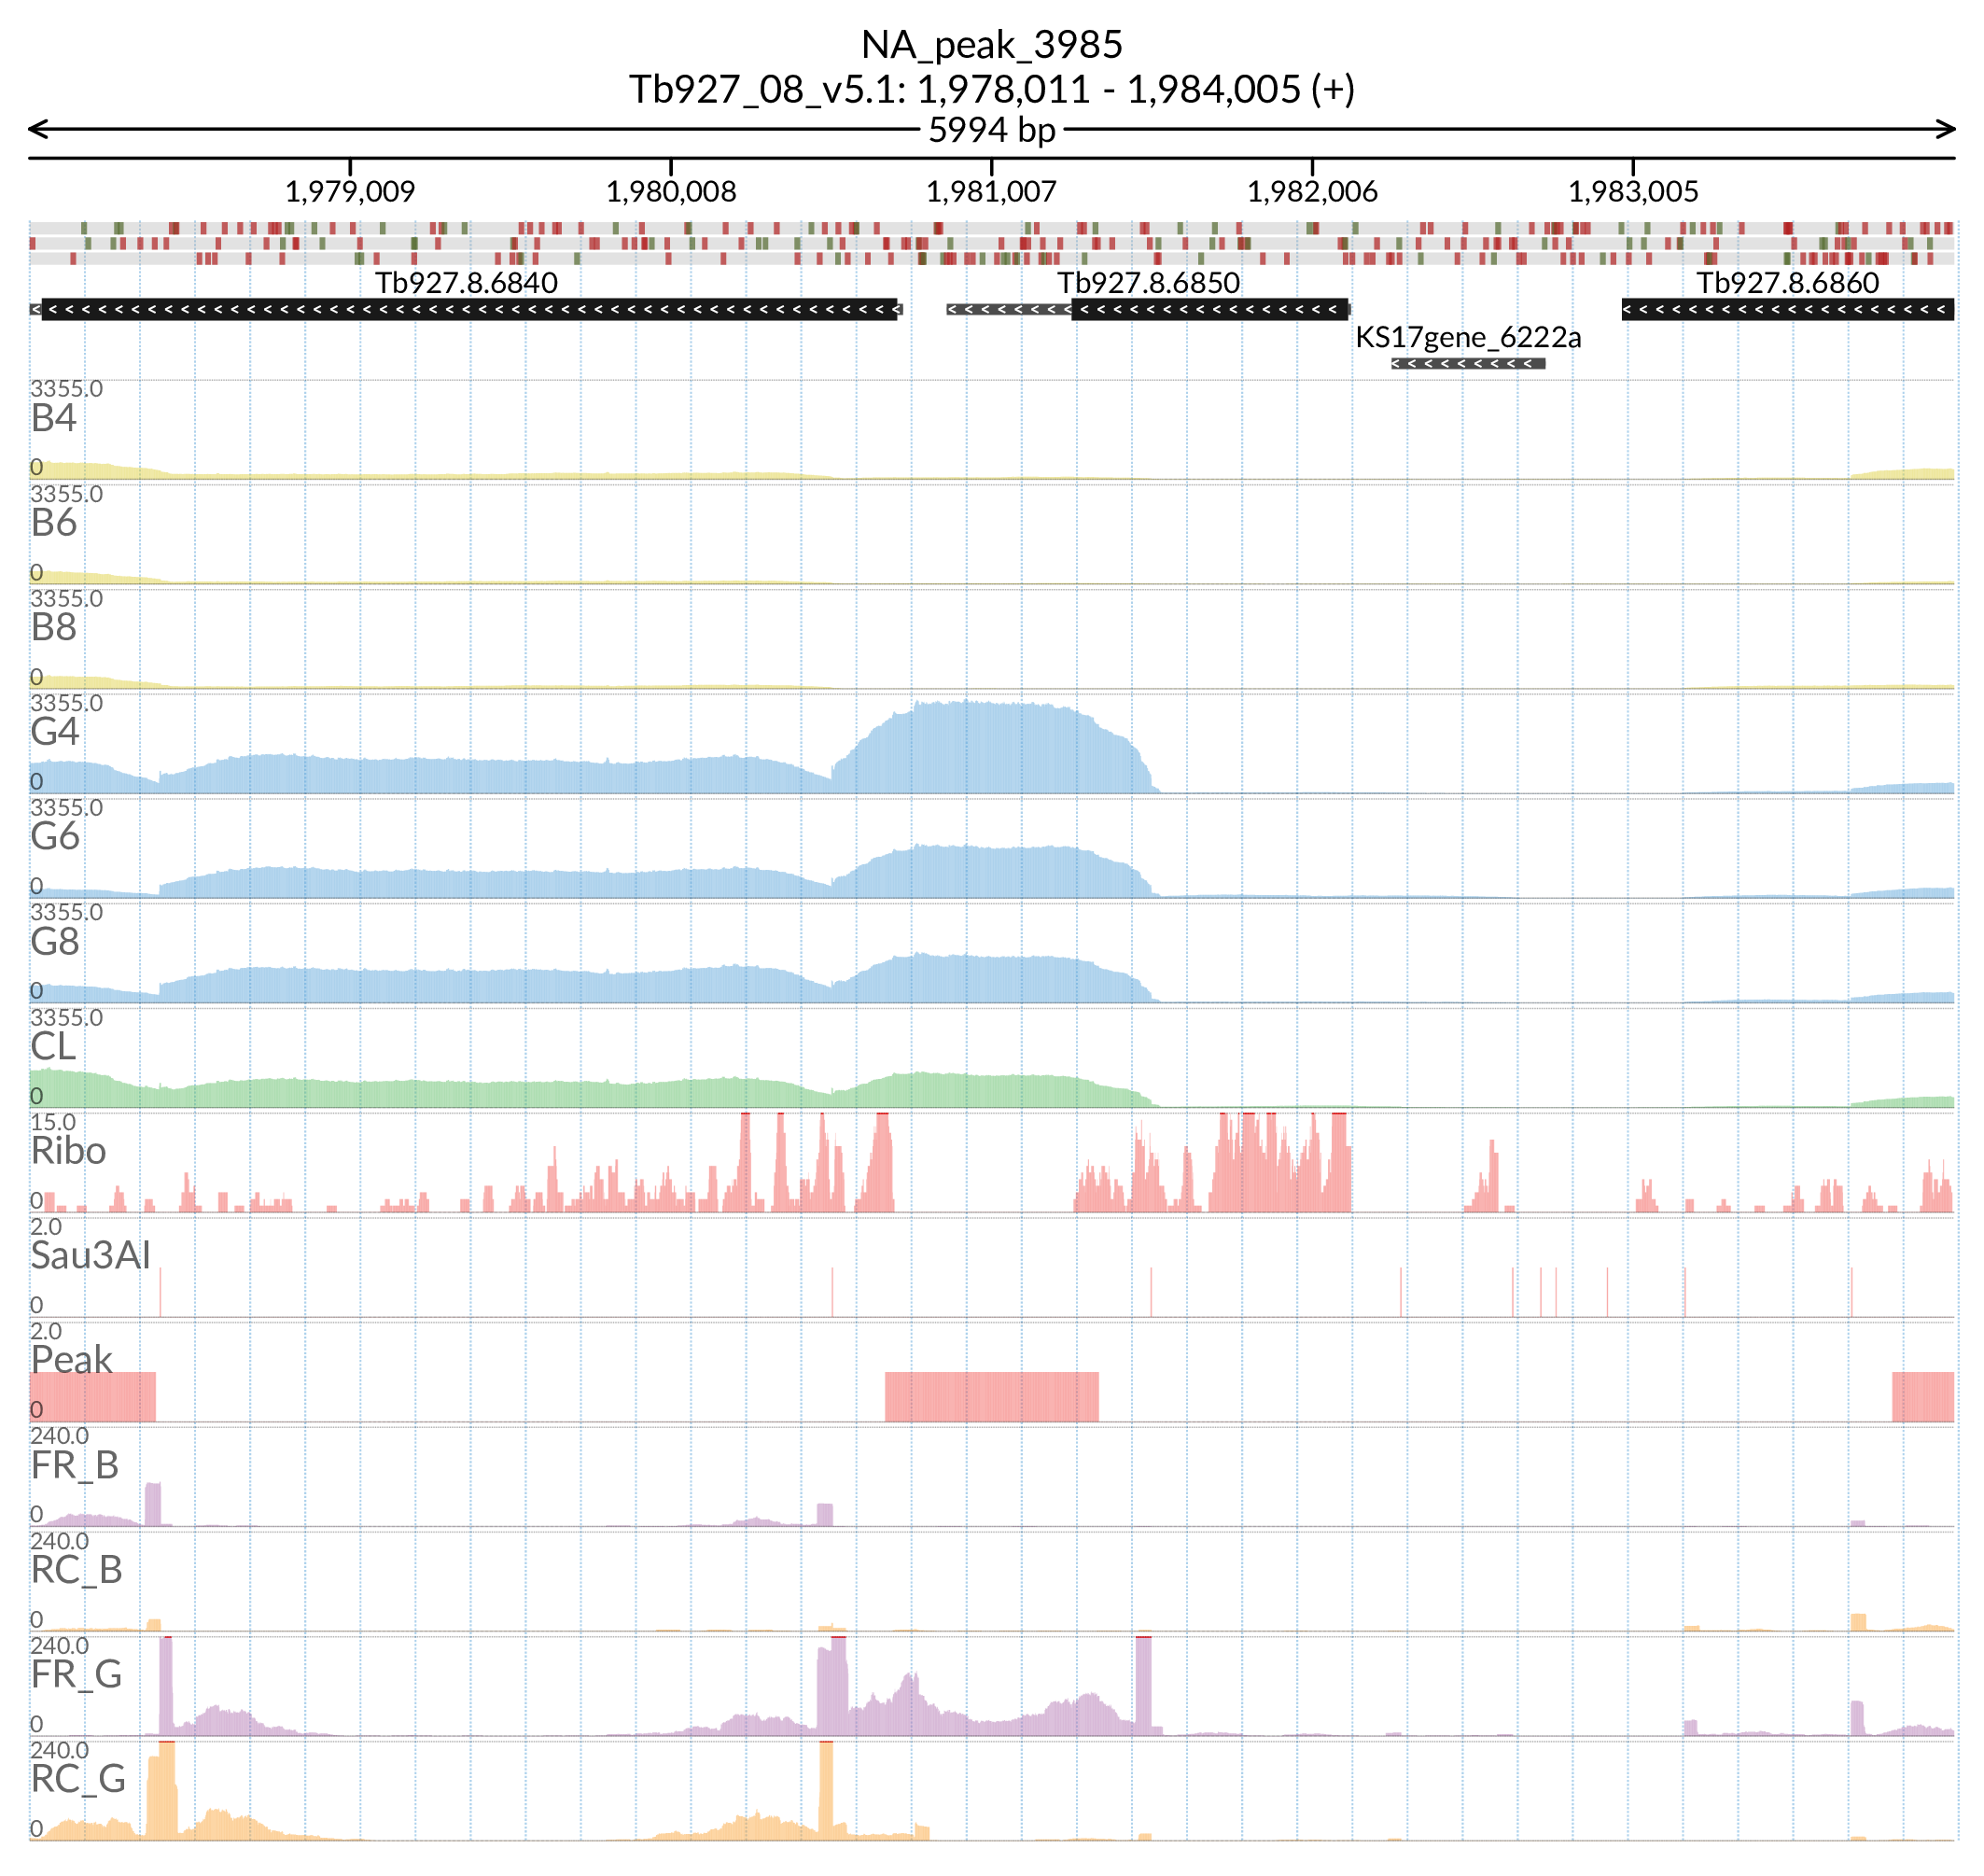 NA_peak_3985
Tb927_08_v5.1: 1,978,011 - 1,984,005 (+)
5994 bp
1,979,009 1,980,008 1,981,007 1,982,006 1,983,005
Tb927.8.6840 Tb927.8.6850 Tb927.8.6860
KS17gene_6222a
3355.0
B4
0
3355.0
B6
0
3355.0
B8
0
3355.0
G4
0
3355.0
G6
0
3355.0
G8
0
3355.0
CL
0
15.0
Ribo
0
2.0
Sau3AI
0
2.0
Peak
0
240.0
FR_B
0
240.0
RC_B
0
240.0
FR_G
0
240.0
RC_G
0